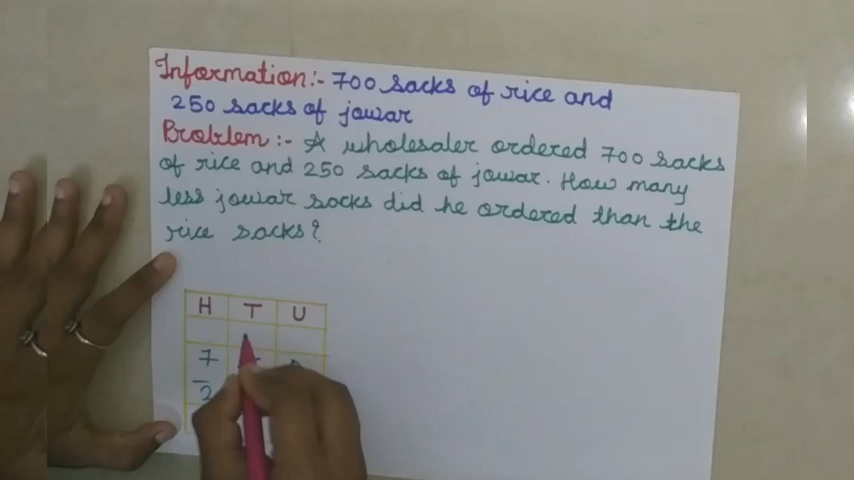 Information:- 700 sacks of rice and
250 sacks of jowar
Problem:- A wholesaler ordered 700 sacks
of rice and 250 sacks of jowar. How many
less jowar sacks did he ordered than the
rice sacks?
H T U
7
- 2